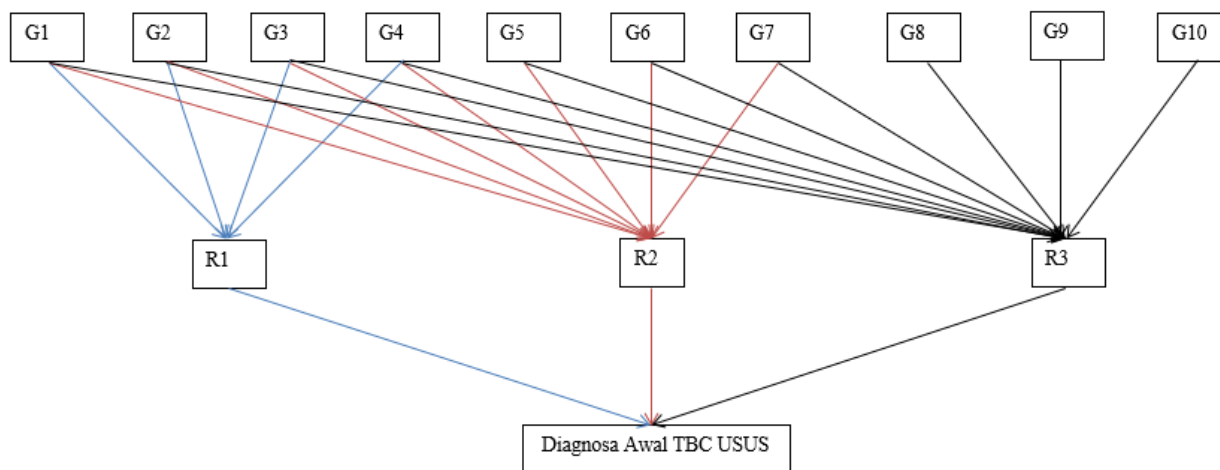 G1
G2
G3
G4
G5
G6
G7
G8
G9
G10
R1
R2
R3
Diagnosa Awal TBC USUS